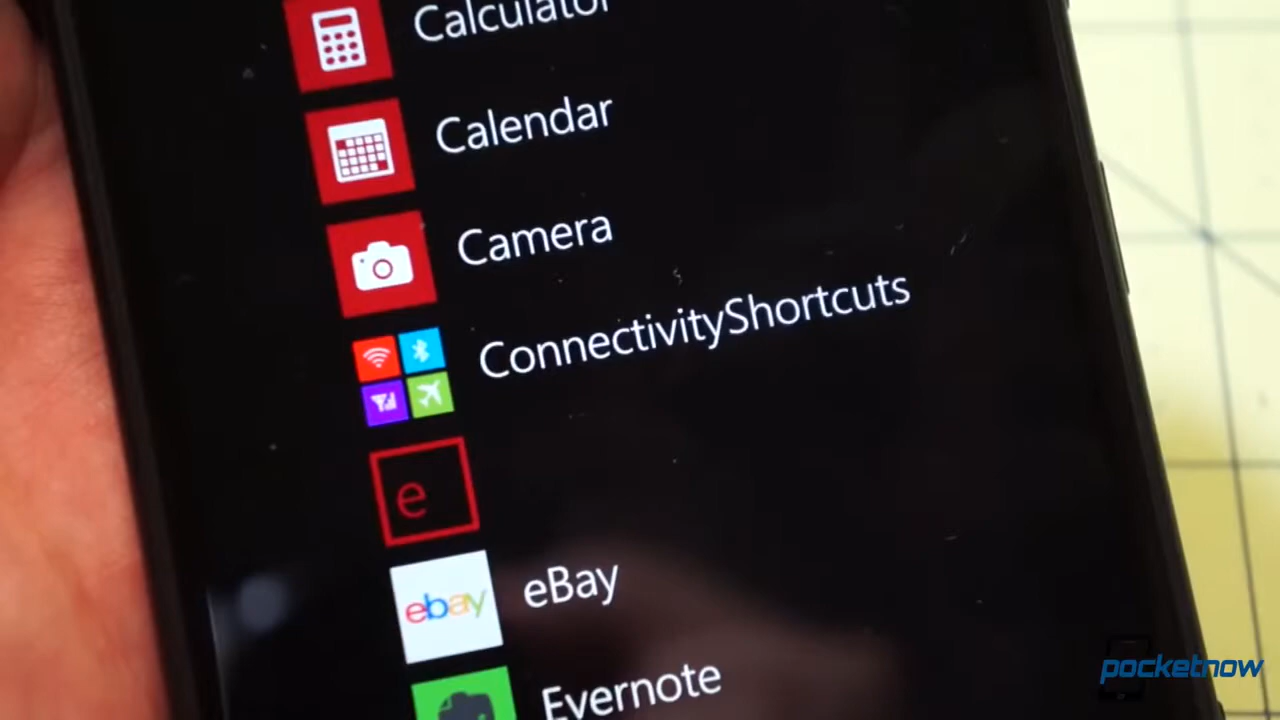 Calculator
Calendar
Camera
ConnectivityShortcuts
e
ebay eBay
Evernote
pocketnow